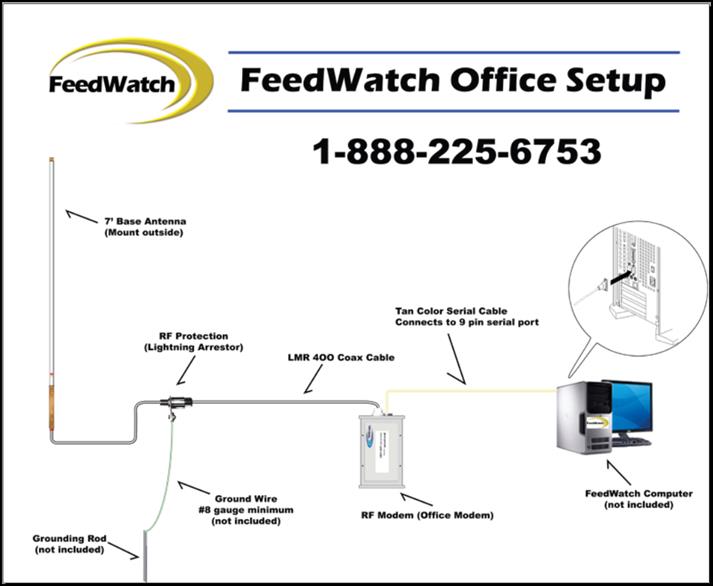 FeedWatch
FeedWatch Office Setup
1-888-225-6753
7' Base Antenna
(Mount outside)
Tan Color Serial Cable
Connects to 9 pin serial port
RF Protection
(Lightning Arrestor)
LMR 400 Coax Cable
FeedWatch
FeedWatch Computer
(not included)
Ground Wire
#8 gauge minimum
(not included)
RF Modem (Office Modem)
Grounding Rod
(not included)